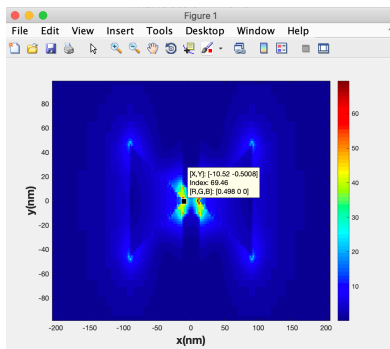 Figure 1
File Edit View Insert Tools Desktop Window Help
80
60
40
20
0
-20
-40
-60
-80
y(nm)
[X,Y]: [-10.52 -0.5008]
Index: 69.46
[R,G,B]: [0.498 0 0]
-200 -150 -100 -50 0 50 100 150 200
x(nm)
60
50
40
30
20
10